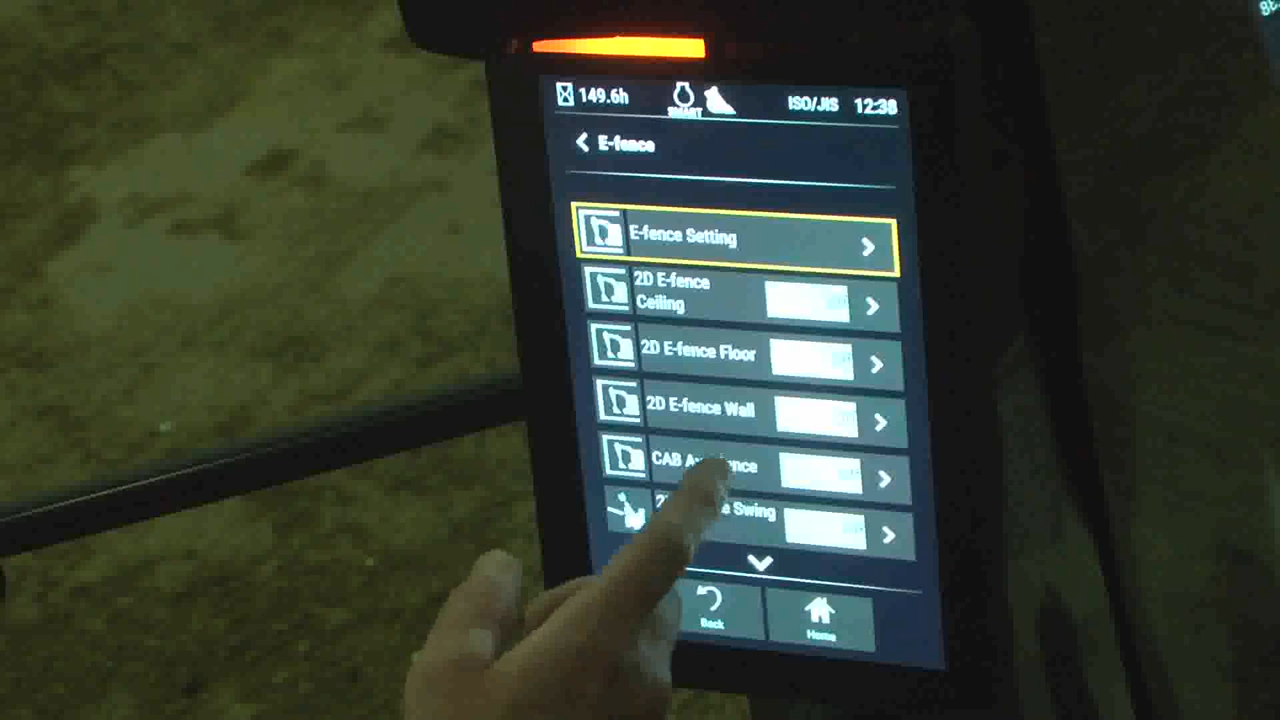 149.6h
SMART
ISO/JIS 12:38
E-fence
E-fence Setting
2D E-fence
Ceiling
2D E-fence Floor
2D E-fence Wall
CAB
Swing
Back
Home